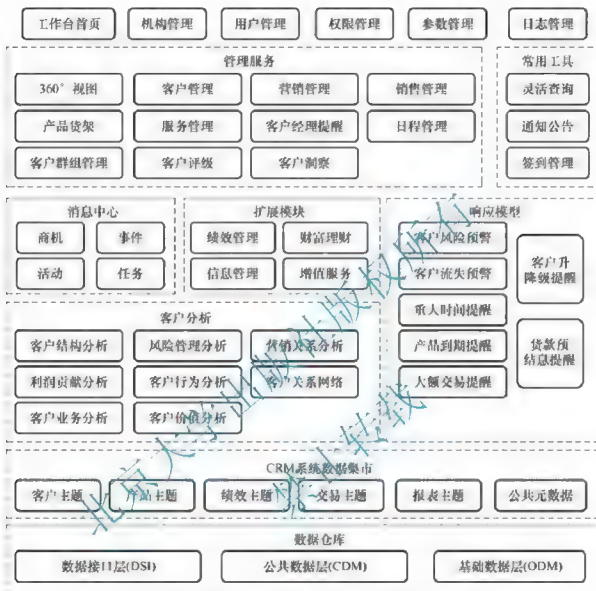 工作台首页 机构管理 用户管理 权限管理 参数管理 日志管理
管理服务 常用工具
360°视图 客户管理 营销管理 销售管理 灵活查询
产品货架 服务管理 客户经理提醒 日程管理 通知公告
客户群组管理 客户评级 客户洞察 签到管理
消息中心 扩展模块 响应模型
商机 事件 绩效管理 财富理财 客户风险预警
活动 任务 信息管理 增值服务 客户流失预警
客户升
降级提醒
重大时间提醒
客户分析
客户结构分析 风险管理分析 营销关系分析 产品到期提醒
贷款预
结息提醒
利润贡献分析 客户行为分析 客户关系网络 大额交易提醒
客户业务分析 客户价值分析
CRM系统数据集市
客户主题 产品主题 绩效主题 交易主题 报表主题 公共元数据
数据仓库
数据接口层(DSI) 公共数据层(CDM) 基础数据层(ODM)
北京大学出版社版权所有
禁止转载